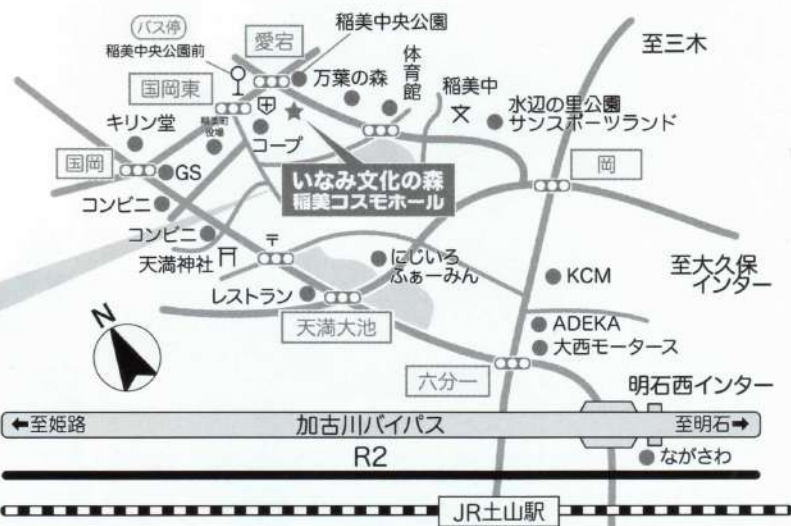 バス停
稲美中央公園前
愛宕
稲美中央公園
国岡東
万葉の森
体育館
稲美中
文
至三木
水辺の里公園
サンスポーツランド
キリン堂
稲美町
役場
コープ
国岡
GS
いなみ文化の森
稲美コスモホール
岡
コンビニ
コンビニ
天満神社
〒
にじいろ
ふぁーみん
KCM
至大久保
インター
レストラン
天満大池
ADEKA
大西モータース
N
六分一
明石西インター
←至姫路
加古川バイパス
至明石→
R2
ながさわ
JR土山駅